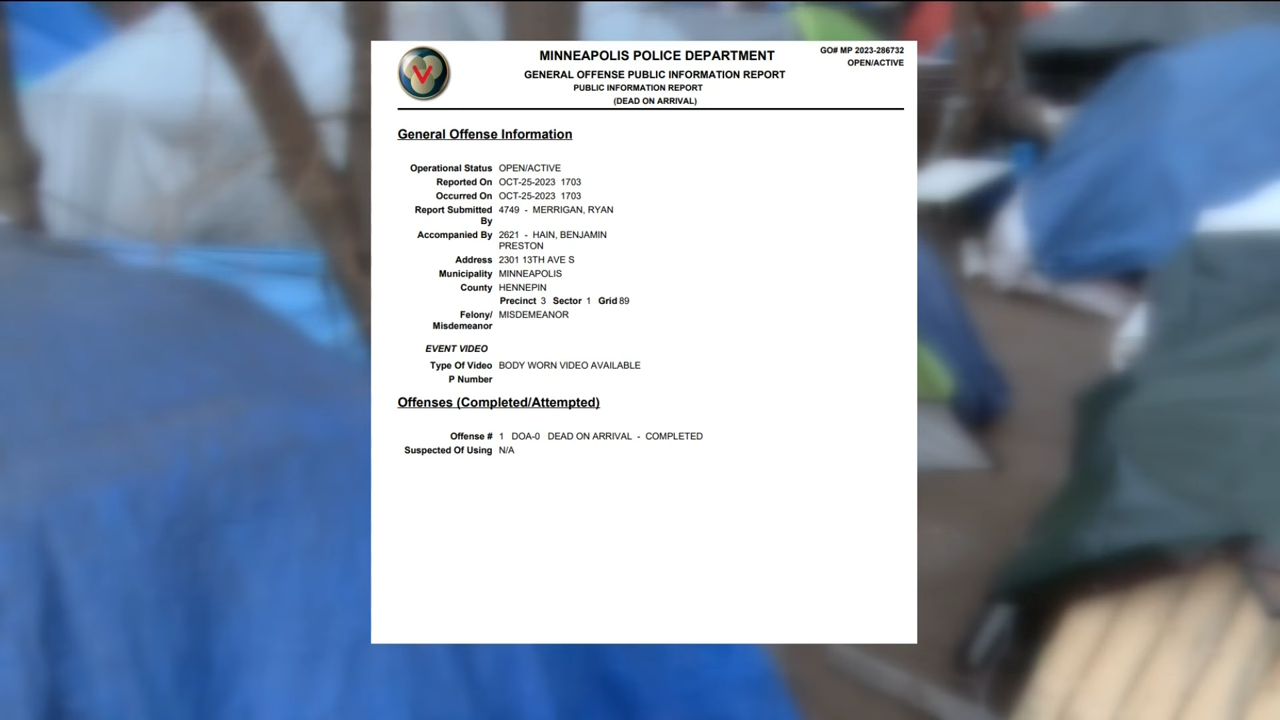 MINNEAPOLIS POLICE DEPARTMENT
GO# MP 2023-286732
OPEN/ACTIVE
GENERAL OFFENSE PUBLIC INFORMATION REPORT
PUBLIC INFORMATION REPORT
(DEAD ON ARRIVAL)
V
General Offense Information
Operational Status OPEN/ACTIVE
Reported On OCT-25-2023 1703
Occurred On OCT-25-2023 1703
Report Submitted By 4749 - MERRIGAN, RYAN
Accompanied By 2621 - HAIN, BENJAMIN
PRESTON
Address 2301 13TH AVE S
Municipality MINNEAPOLIS
County HENNEPIN
Precinct 3 Sector 1 Grid 89
Felony/ MISDEMEANOR
Misdemeanor
EVENT VIDEO
Type Of Video BODY WORN VIDEO AVAILABLE
P Number
Offenses (Completed/Attempted)
Offense # 1 DOA-0 DEAD ON ARRIVAL - COMPLETED
Suspected Of Using N/A